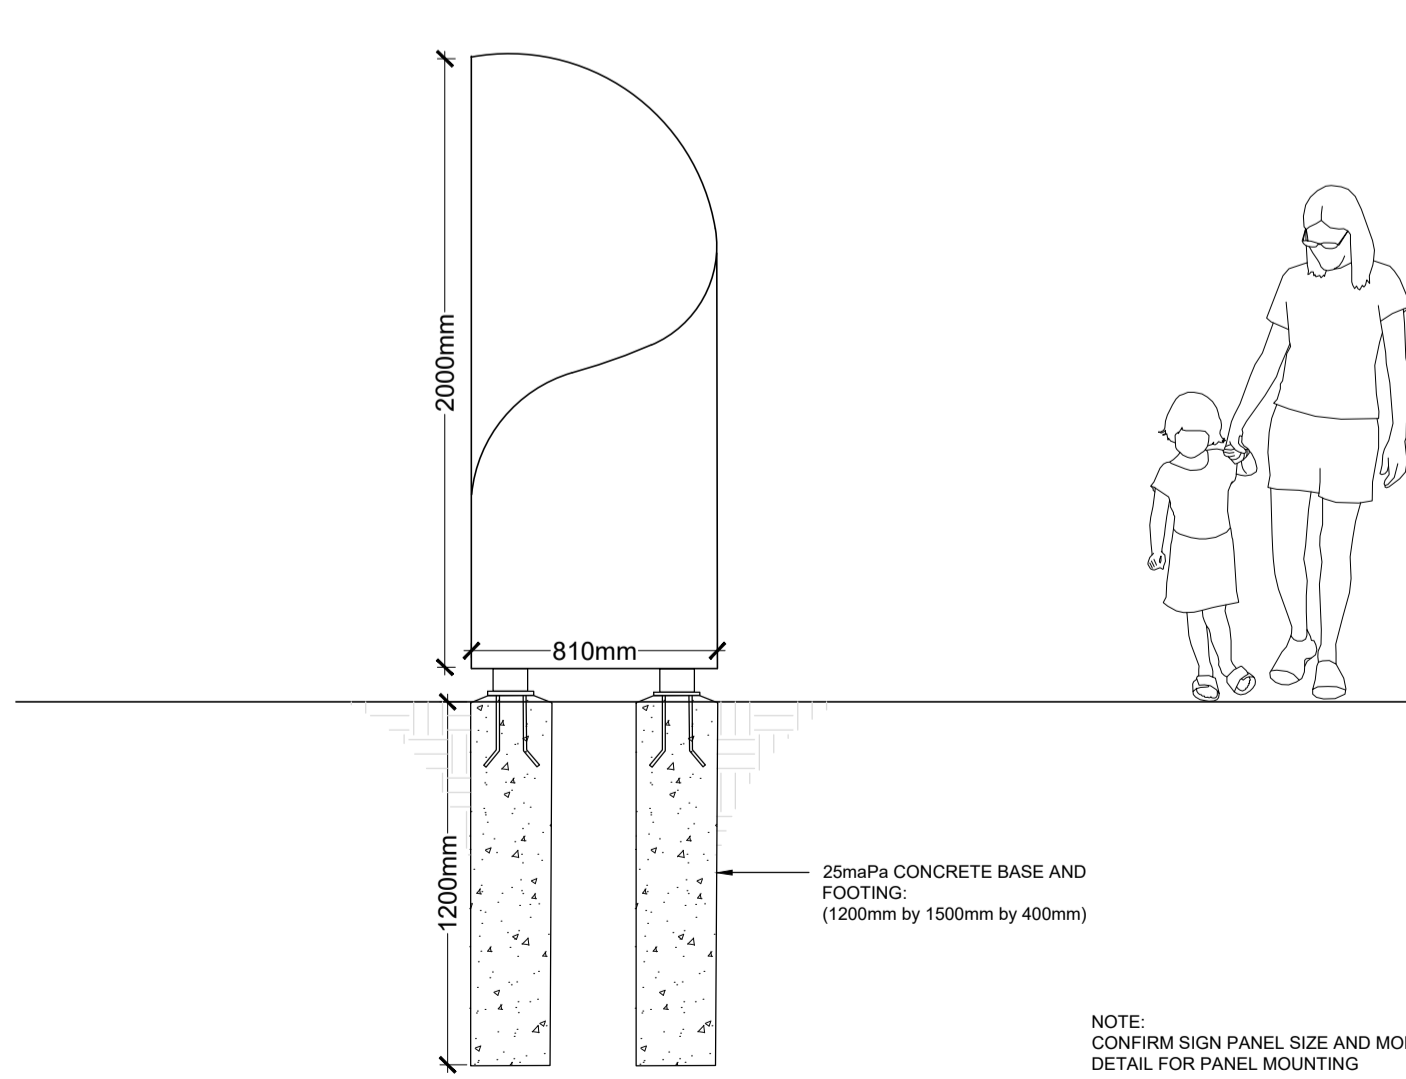 2000mm
810mm
1200mm
25maPa CONCRETE BASE AND
FOOTING:
(1200mm by 1500mm by 400mm)
NOTE:
CONFIRM SIGN PANEL SIZE AND
DETAIL FOR PANEL MOUNTING